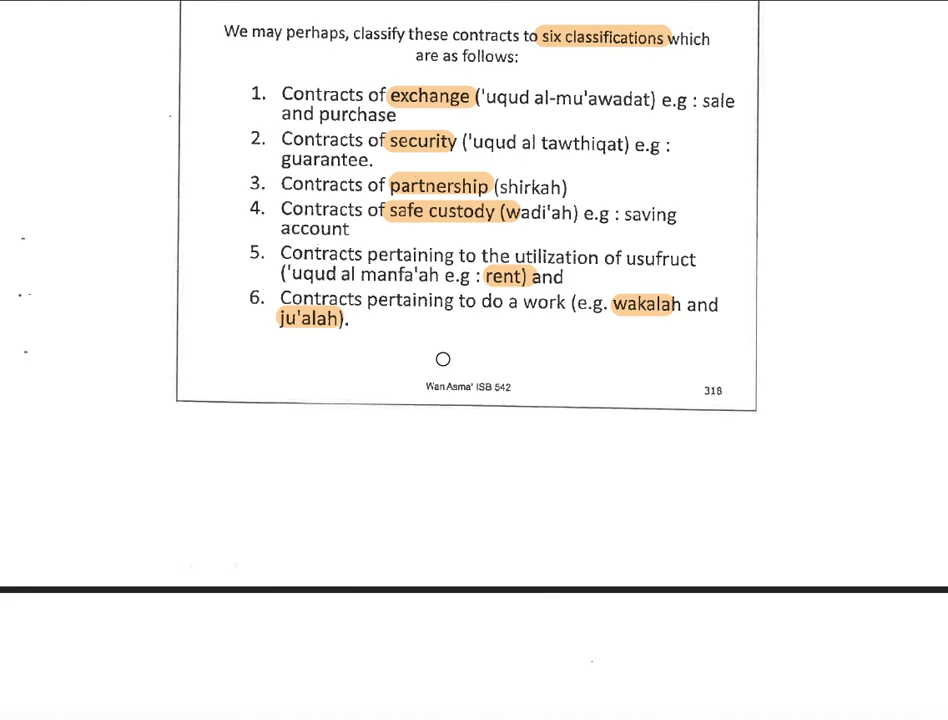 We may perhaps, classify these contracts to six classifications which
are as follows:
1. Contracts of exchange ('uqud al-mu'awadat) e.g : sale
and purchase
2. Contracts of security ('uqud al tawthiqat) e.g :
guarantee.
3. Contracts of partnership (shirkah)
4. Contracts of safe custody (wadi'ah) e.g : saving
account
5. Contracts pertaining to the utilization of usufruct
('uqud al manfa'ah e.g : rent) and
6. Contracts pertaining to do a work (e.g. wakalah and
ju'alah).
Wan Asma' ISB 542
316